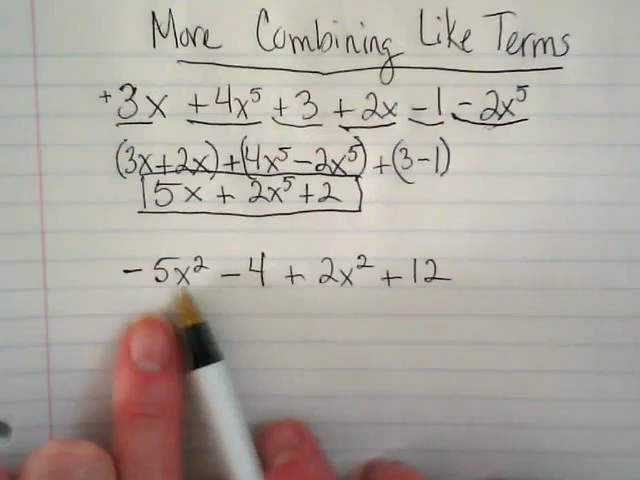 More Combining Like Terms
+3x +4x⁵ +3 +2x -1 -2x⁵
(3x+2x)+(4x⁵-2x⁵)+(3-1)
5x + 2x⁵ +2
-5x² -4 + 2x² +12